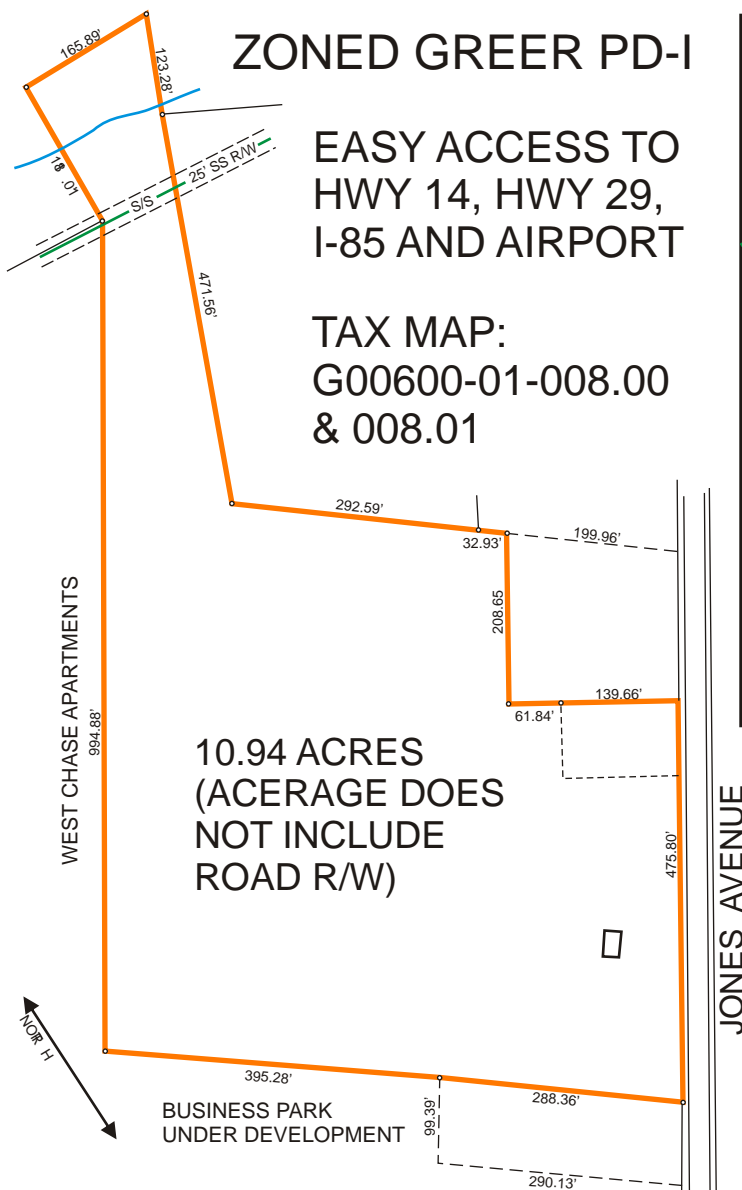 ZONED GREER PD-I
165.89'
123.28'
EASY ACCESS TO
HWY 14, HWY 29,
I-85 AND AIRPORT
25' SS R/W
S/S
471.56'
TAX MAP:
G00600-01-008.00
& 008.01
292.59'
32.93'
199.96'
208.65
139.66'
61.84'
WEST CHASE APARTMENTS
994.88'
10.94 ACRES
(ACERAGE DOES
NOT INCLUDE
ROAD R/W)
475.80'
JONES AVENUE
NORTH
395.28'
288.36'
BUSINESS PARK
UNDER DEVELOPMENT
99.39'
290.13'